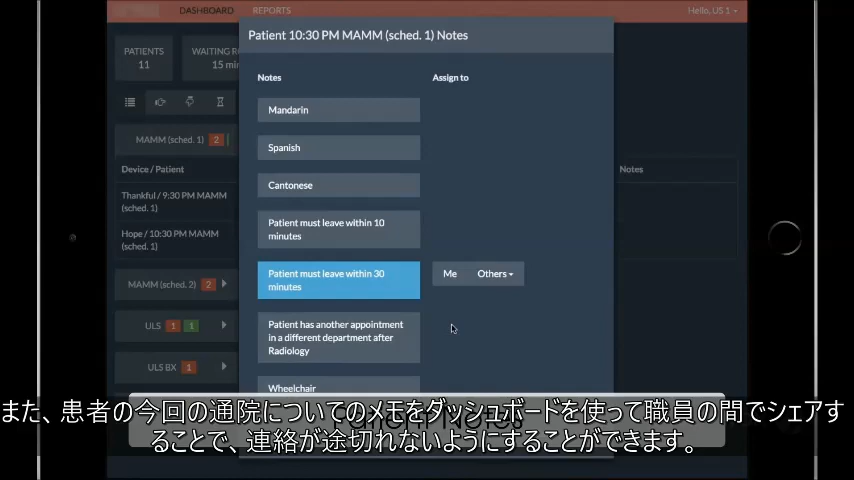 DASHBOARD
REPORTS
Hello, US 1
PATIENTS
11
WAITING R
15 min
Patient 10:30 PM MAMM (sched. 1) Notes
Notes
Assign to
Mandarin
Spanish
Cantonese
Patient must leave within 10
minutes
Patient must leave within 30
minutes
Me
Others
Patient has another appointment
in a different department after
Radiology
Wheelchair
MAMM (sched. 1)
2
Device / Patient
Notes
Thankful / 9:30 PM MAMM
(sched. 1)
Hope / 10:30 PM MAMM
(sched. 1)
MAMM (sched. 2)
2
ULS
1
1
ULS BX
1
Patient Notes
また、患者の今回の通院についてのメモをダッシュボードを使って職員の間でシェアす
ることで、連絡が途切れないようにすることができます。